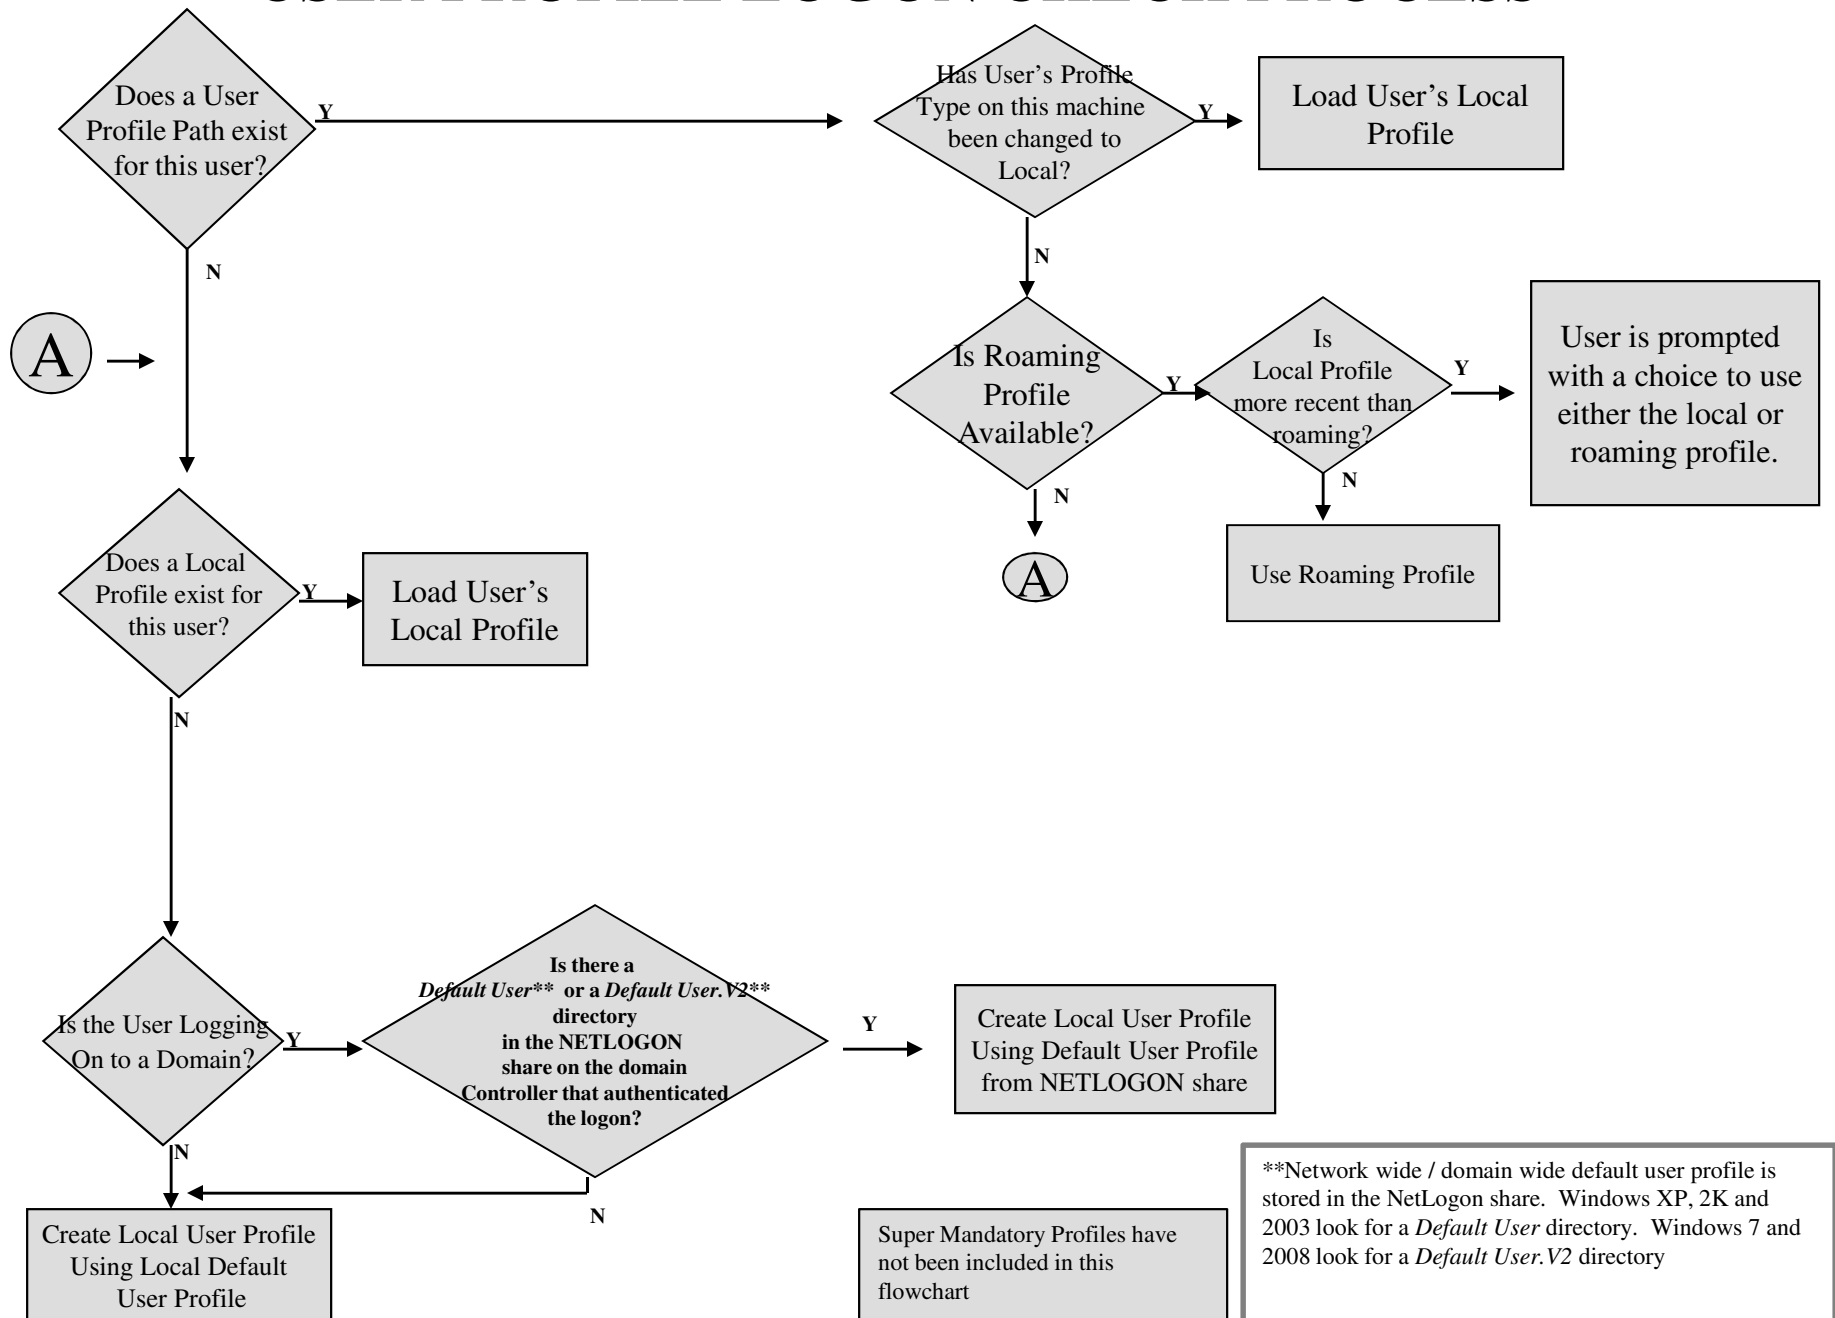 Does a User
Profile Path exist
for this user?
Y
Has User's Profile
Type on this machine
been changed to
Local?
Y
Load User's Local
Profile
N
N
A
Is Roaming
Profile
Available?
Y
Is
Local Profile
more recent than
roaming?
Y
User is prompted
with a choice to use
either the local or
roaming profile.
N
N
A
Use Roaming Profile
Does a Local
Profile exist for
this user?
Y
Load User's
Local Profile
N
Is the User Logging
On to a Domain?
Y
Is there a
Default User** or a Default User.V2**
directory
in the NETLOGON
share on the domain
Controller that authenticated
the logon?
Y
Create Local User Profile
Using Default User Profile
from NETLOGON share
N
N
Create Local User Profile
Using Local Default
User Profile
Super Mandatory Profiles have
not been included in this
flowchart
**Network wide / domain wide default user profile is
stored in the NetLogon share. Windows XP, 2K and
2003 look for a Default User directory. Windows 7 and
2008 look for a Default User.V2 directory